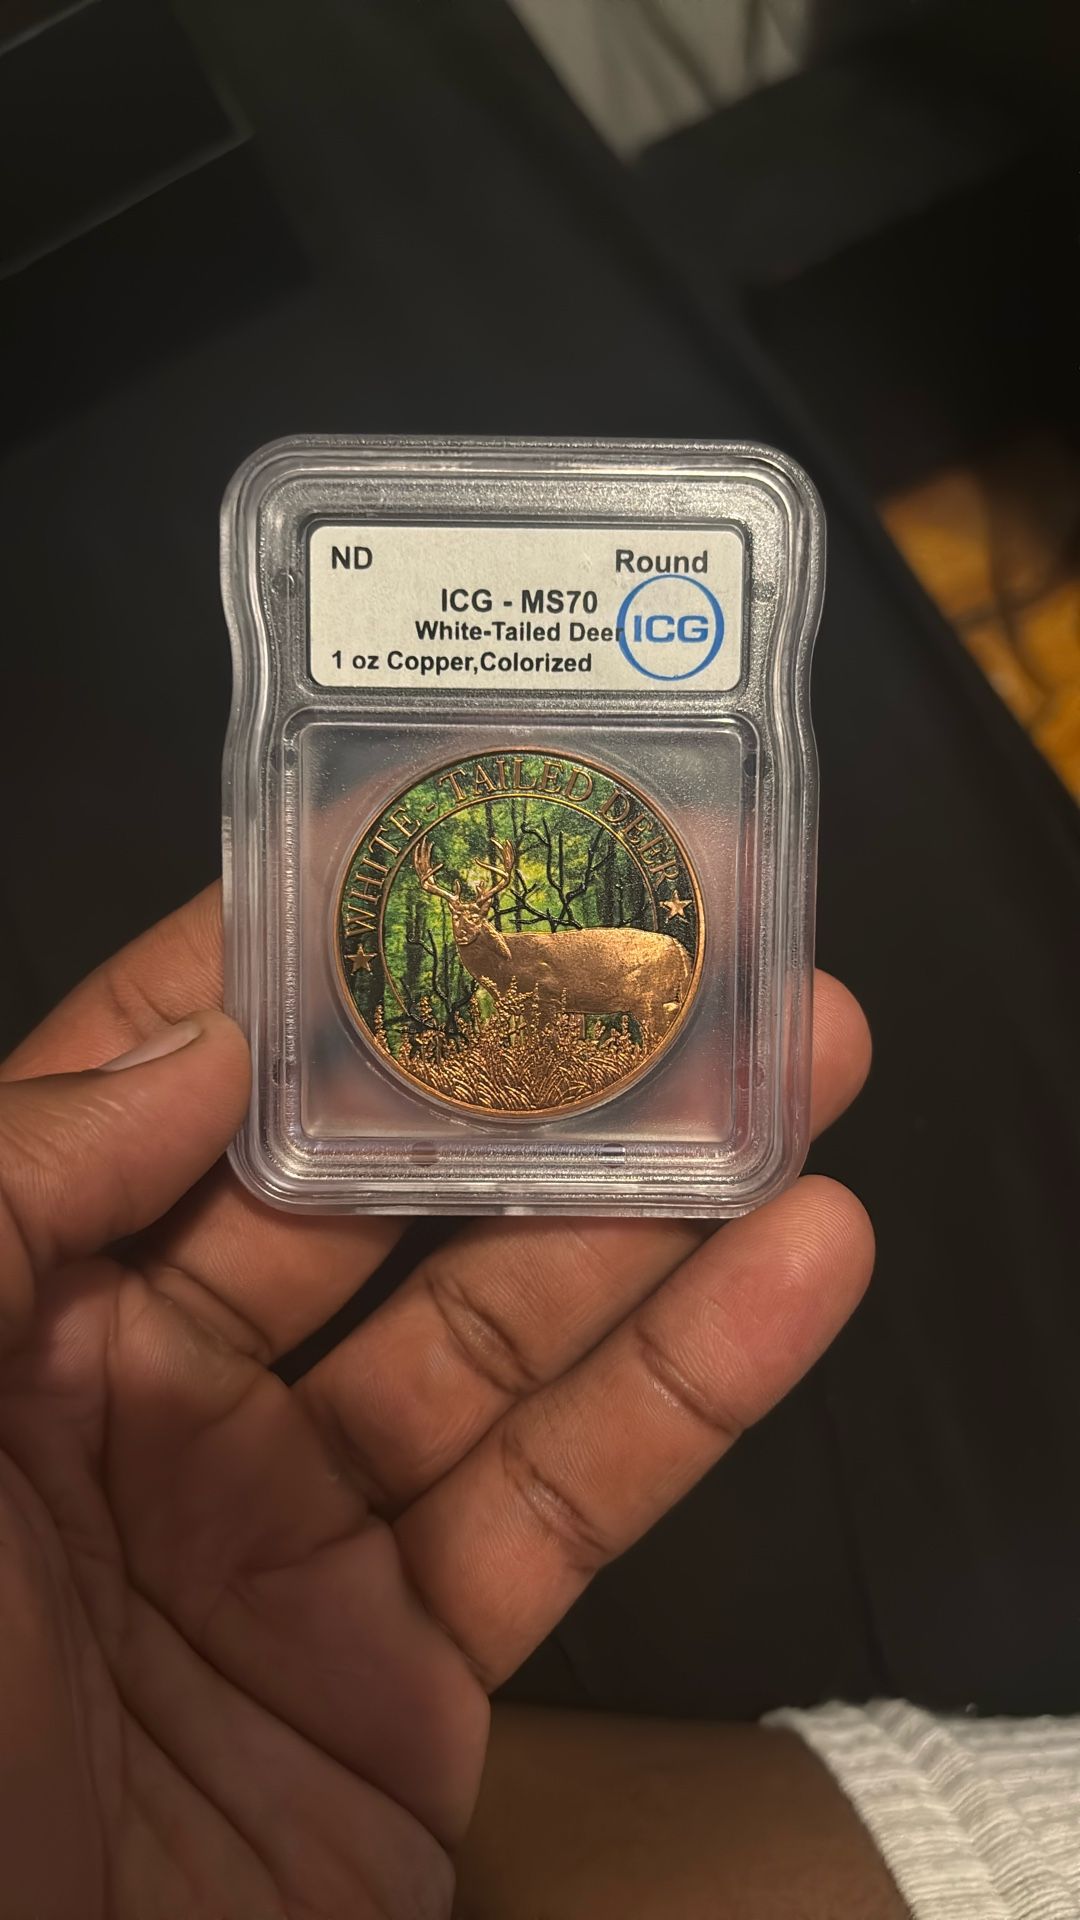 ND Round
ICG - MS70
White-Tailed Deer
ICG
1 oz Copper,Colorized
WHITE - TAILED DEER